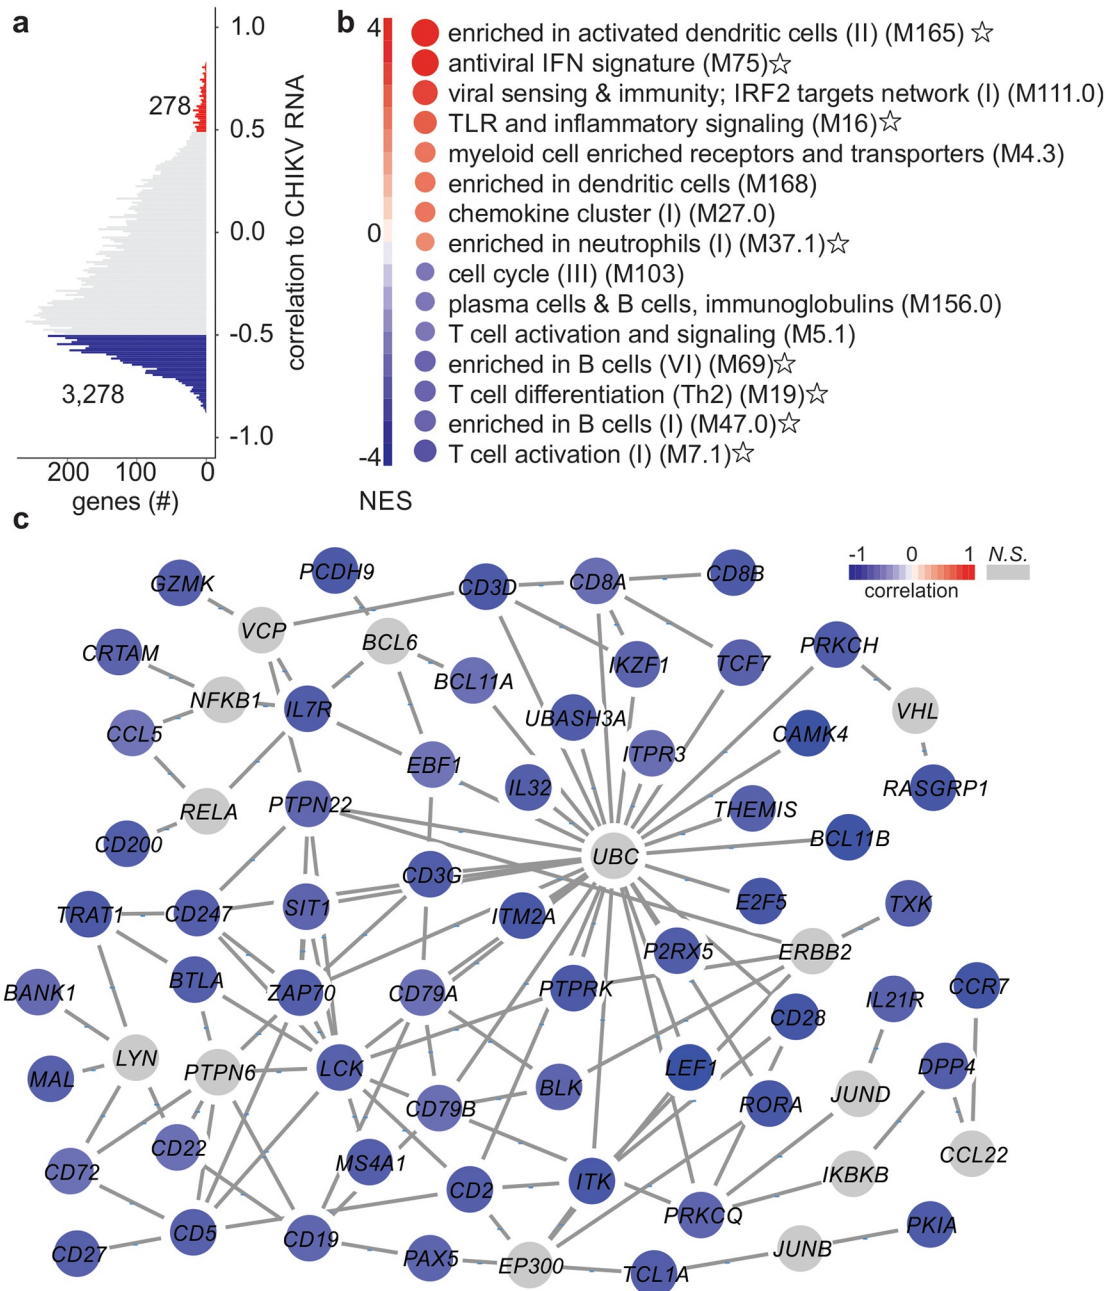 a
1.0
278
0.5
0.0
-0.5
3,278
-1.0
correlation to CHIKV RNA
200 100 0
genes (#)
b
4
0
-4
NES
enriched in activated dendritic cells (II) (M165) ☆
antiviral IFN signature (M75)☆
viral sensing & immunity; IRF2 targets network (I) (M111.0)
TLR and inflammatory signaling (M16)☆
myeloid cell enriched receptors and transporters (M4.3)
enriched in dendritic cells (M168)
chemokine cluster (I) (M27.0)
enriched in neutrophils (I) (M37.1)☆
cell cycle (III) (M103)
plasma cells & B cells, immunoglobulins (M156.0)
T cell activation and signaling (M5.1)
enriched in B cells (VI) (M69)☆
T cell differentiation (Th2) (M19)☆
enriched in B cells (I) (M47.0)☆
T cell activation (I) (M7.1)☆
c
-1 0 1 N.S.
correlation
GZMK
PCDH9
CD3D
CD8A
CD8B
VCP
BCL6
CRTAM
BCL11A
IKZF1
TCF7
PRKCH
NFKB1
IL7R
UBASH3A
VHL
CCL5
EBF1
ITPR3
CAMK4
RELA
PTPN22
IL32
THEMIS
RASGRP1
CD200
UBC
BCL11B
CD3G
TRAT1
CD247
SIT1
ITM2A
E2F5
TXK
P2RX5
ERBB2
BANK1
BTLA
ZAP70
CD79A
PTPRK
IL21R
CCR7
CD28
LYN
PTPN6
LCK
LEF1
DPP4
MAL
BLK
JUND
CD79B
RORA
CD22
MS4A1
CD72
CD2
ITK
IKBKB
CCL22
PRKCQ
CD27
CD5
CD19
PAX5
EP300
TCL1A
JUNB
PKIA